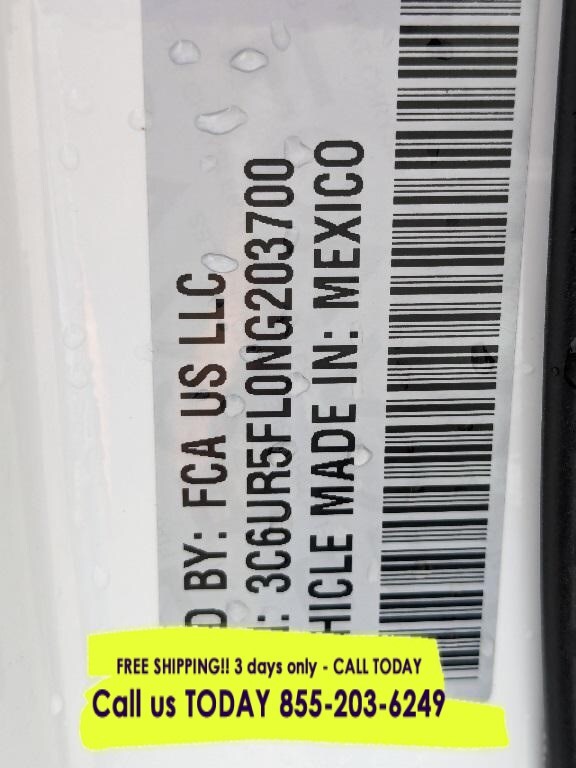 D BY: FCA US LLC
: 3C6UR5FL0NG203700
HICLE MADE IN: MEXICO
FREE SHIPPING!! 3 days only - CALL TODAY
Call us TODAY 855-203-6249